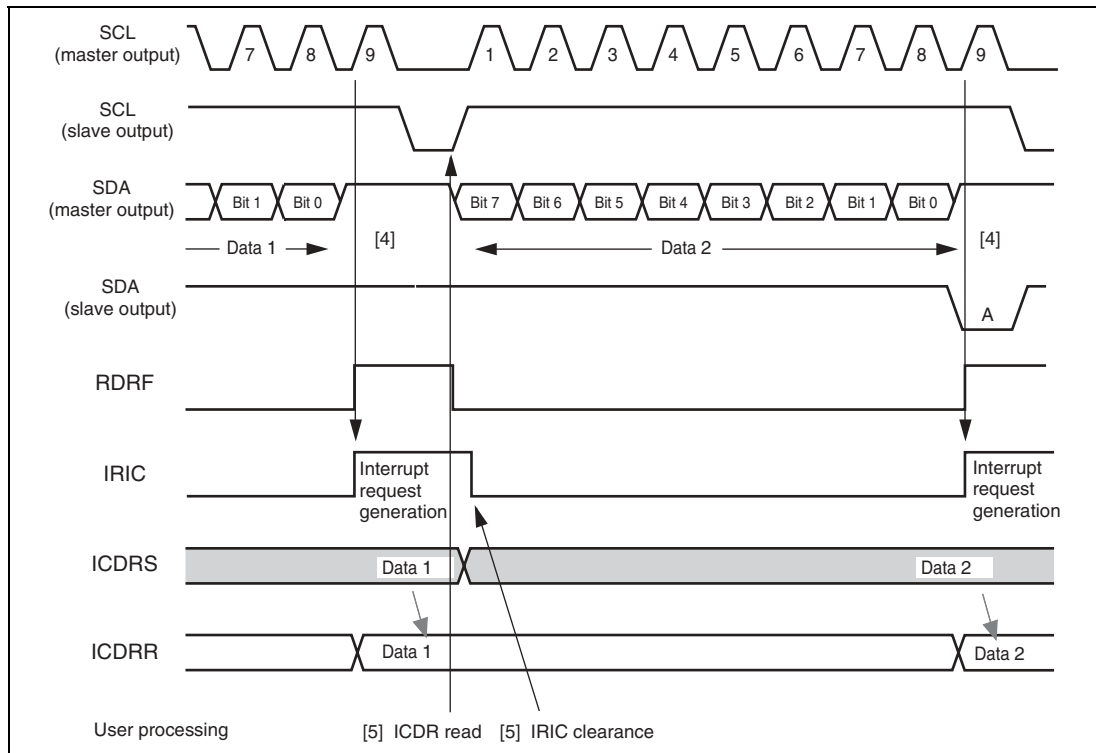 SCL
(master output)
7 8 9 1 2 3 4 5 6 7 8 9
SCL
(slave output)
SDA
(master output)
Bit 1 Bit 0 Bit 7 Bit 6 Bit 5 Bit 4 Bit 3 Bit 2 Bit 1 Bit 0
Data 1 [4] Data 2 [4]
SDA
(slave output)
A
RDRF
IRIC
Interrupt
request
generation
Interrupt
request
generation
ICDRS
Data 1 Data 2
ICDRR
Data 1 Data 2
User processing [5] ICDR read [5] IRIC clearance